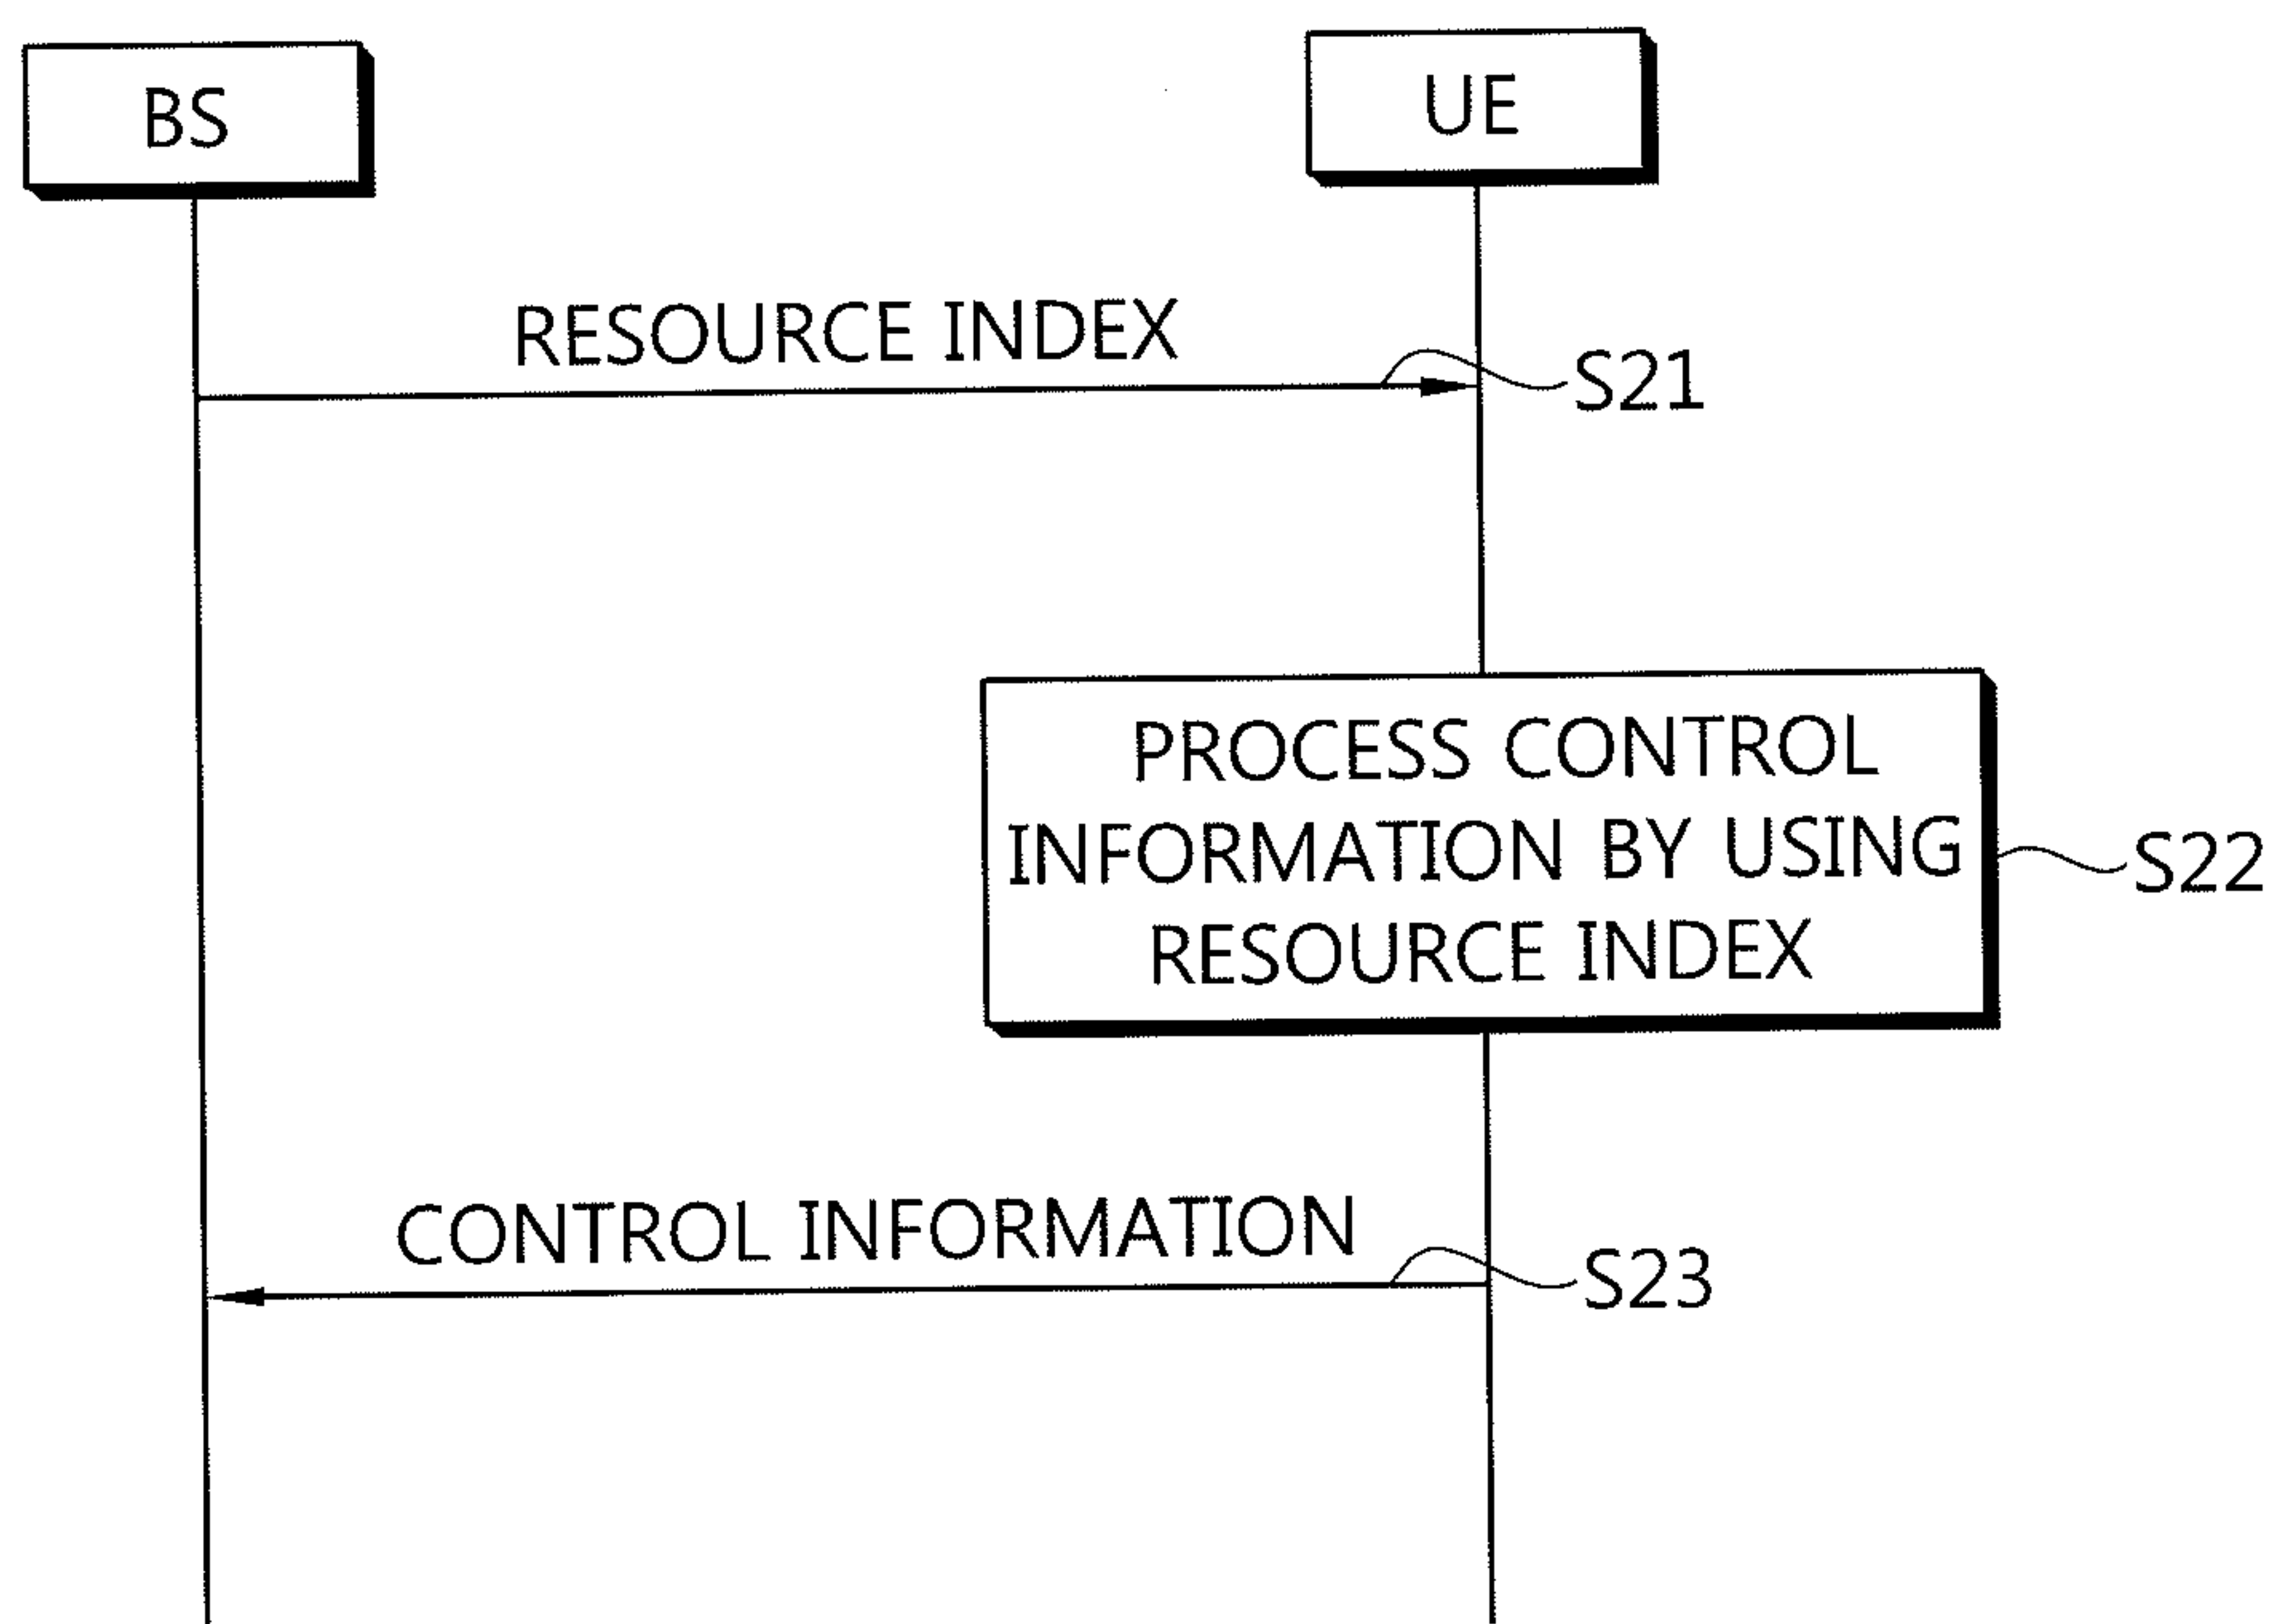 BS
UE
RESOURCE INDEX
S21
PROCESS CONTROL
INFORMATION BY USING
RESOURCE INDEX
S22
CONTROL INFORMATION
S23